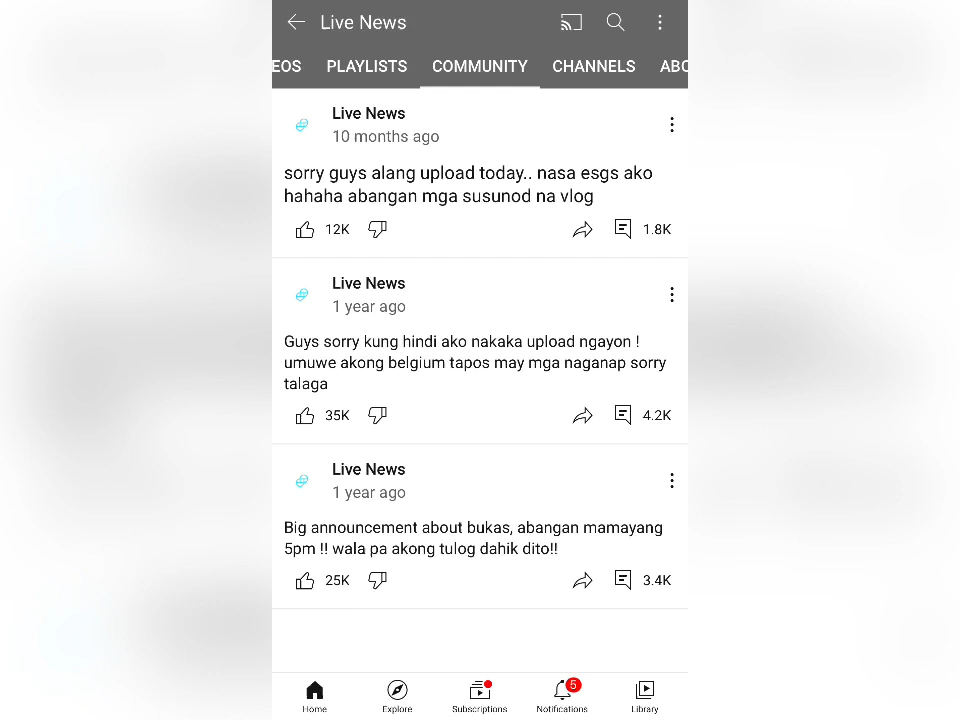 Live News
EOS PLAYLISTS COMMUNITY CHANNELS ABO
Live News
10 months ago
sorry guys alang upload today.. nasa esgs ako
hahaha abangan mga susunod na vlog
12K 1.8K
Live News
1 year ago
Guys sorry kung hindi ako nakaka upload ngayon !
umuwe akong belgium tapos may mga naganap sorry
talaga
35K 4.2K
Live News
1 year ago
Big announcement about bukas, abangan mamayang
5pm !! wala pa akong tulog dahik dito!!
25K 3.4K
5
Home Explore Subscriptions Notifications Library